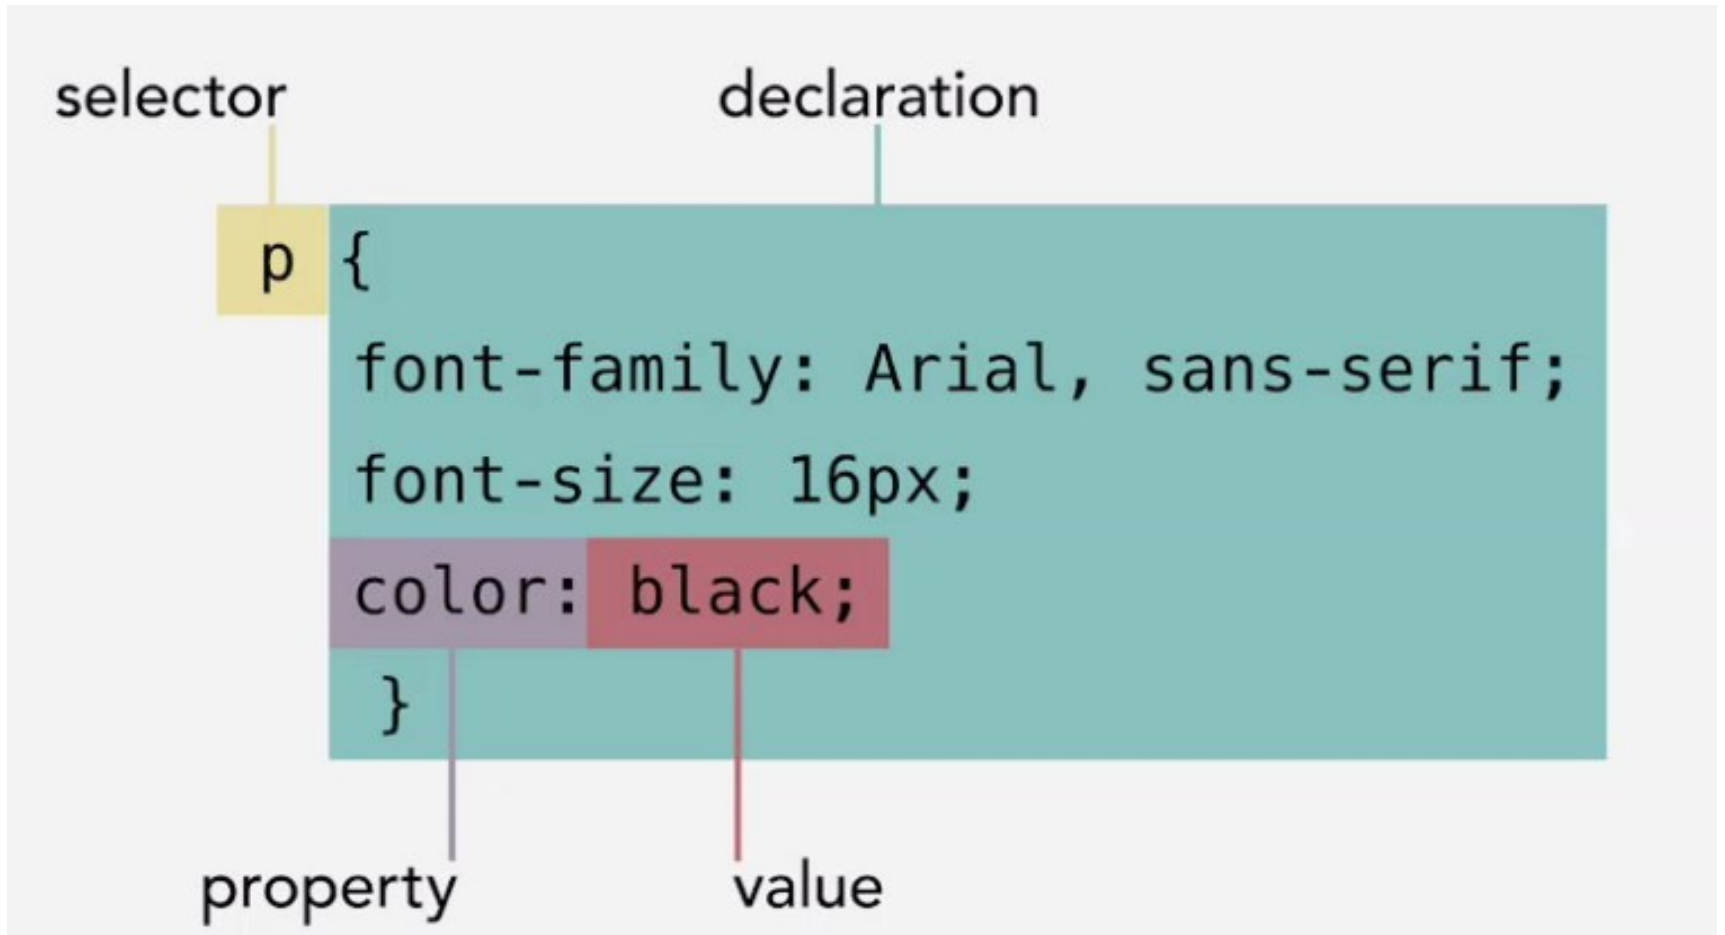 selector
declaration
p {
font-family: Arial, sans-serif;
font-size: 16px;
color: black;
}
property
value